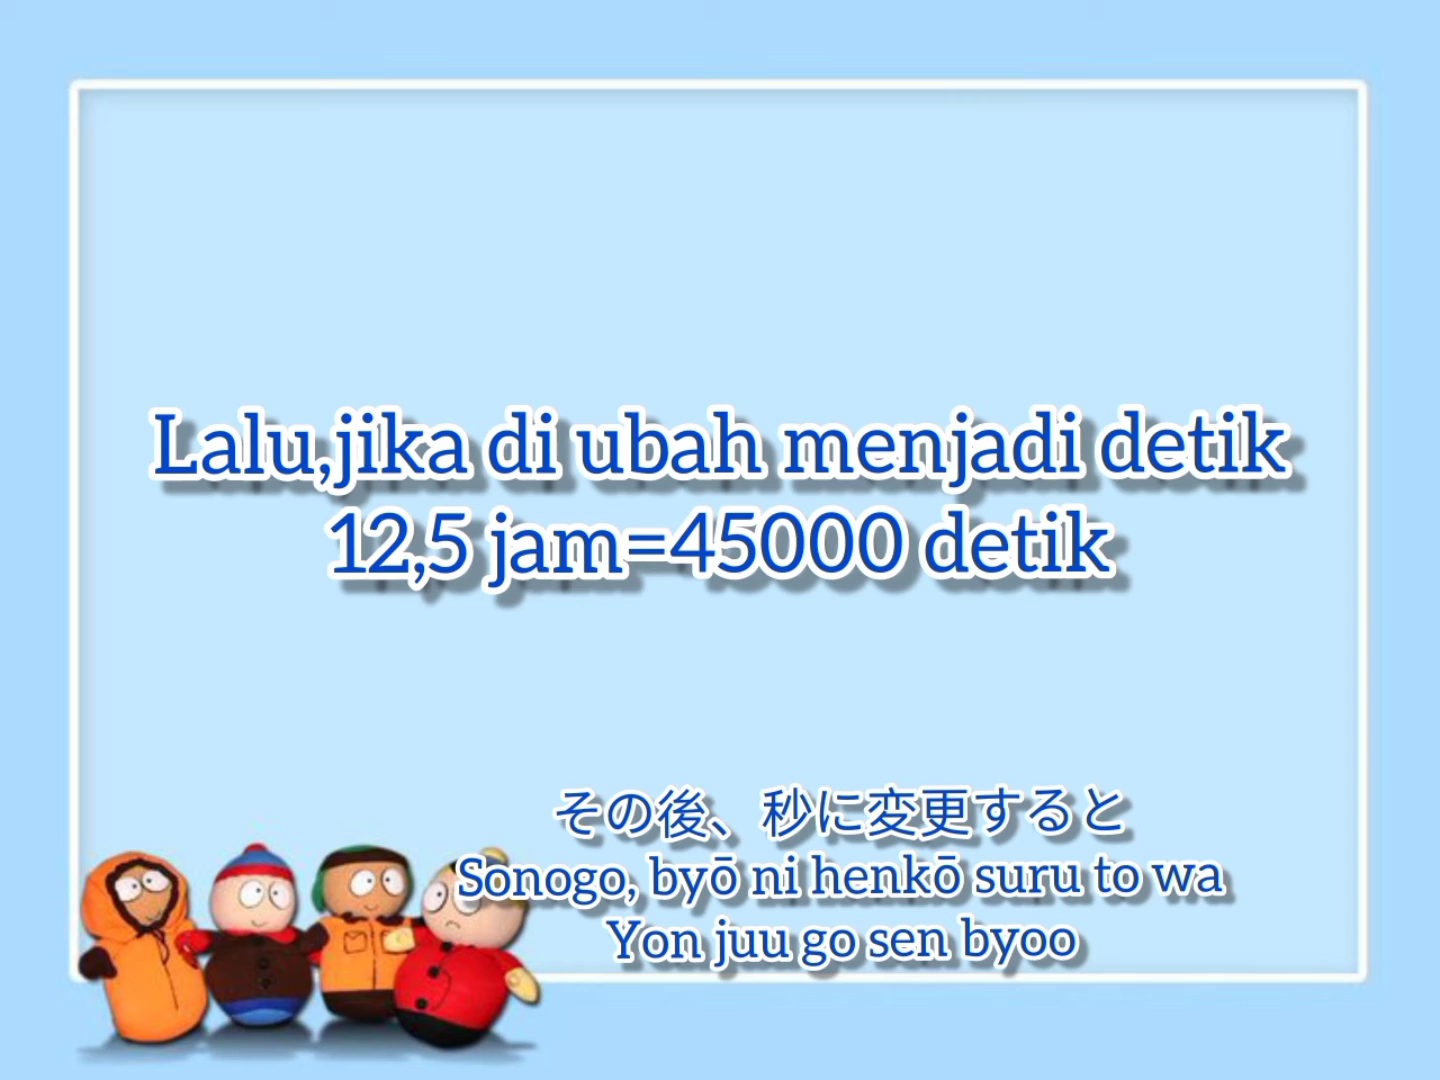 Lalu,jika di ubah menjadi detik
12,5 jam=45000 detik
その後、秒に変更すると
Sonogo, byō ni henkō suru to wa
Yon juu go sen byoo